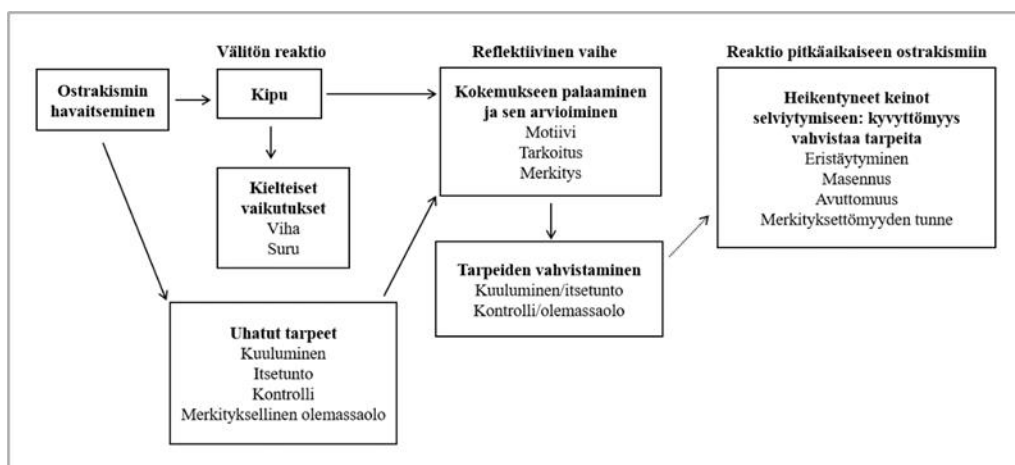 Välitön reaktio
Reflektiivinen vaihe
Reaktio pitkäaikaiseen ostrakismiin
Ostrakismin
havaitseminen
Kipu
Kielteiset
vaikutukset
Viha
Suru
Uhatut tarpeet
Kuuluminen
Itsetunto
Kontrolli
Merkityksellinen olemassaolo
Kokemukseen palaaminen
ja sen arvioiminen
Motiivi
Tarkoitus
Merkitys
Tarpeiden vahvistaminen
Kuuluminen/itsetunto
Kontrolli/olemassaolo
Heikentyneet keinot
selviytymiseen: kyvyttömyys
vahvistaa tarpeita
Eristäytyminen
Masennus
Avuttomuus
Merkityksettömyyden tunne